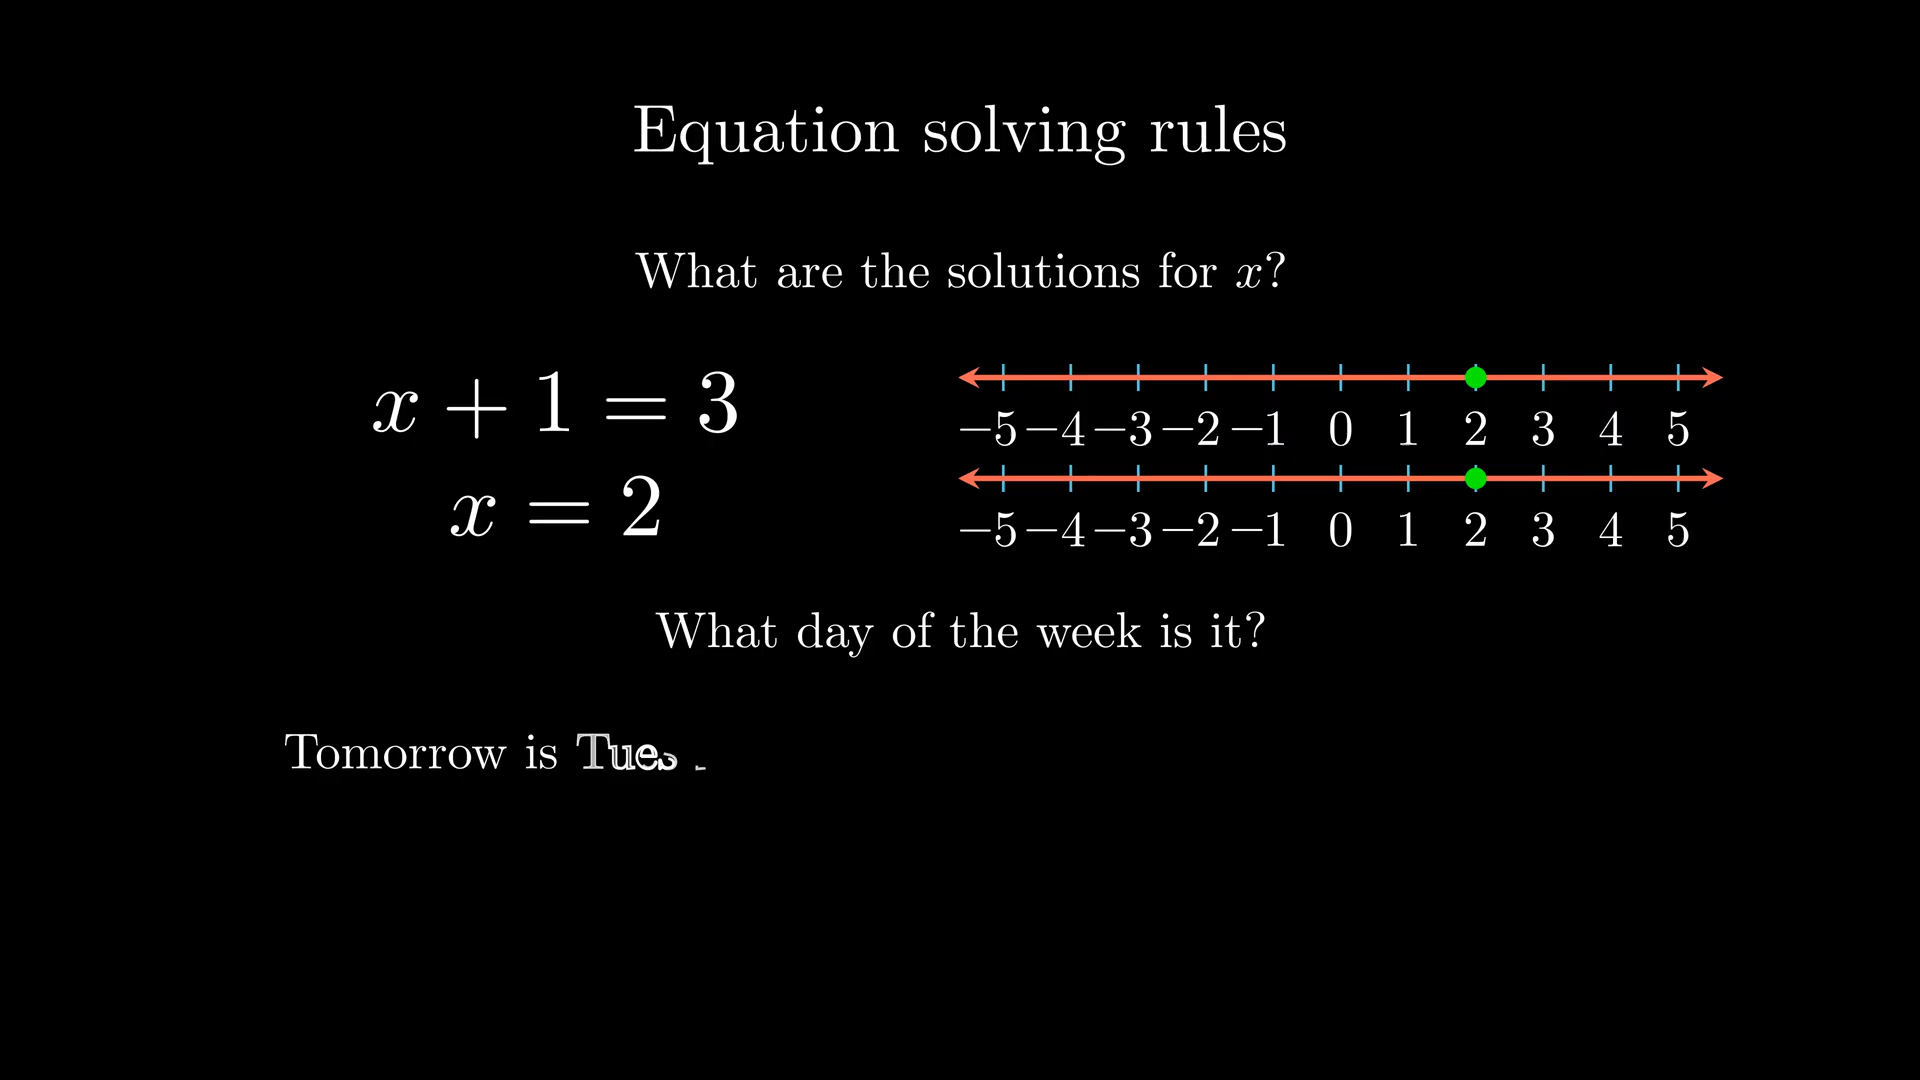 Equation solving rules
What are the solutions for x?
x + 1 = 3
−5 −4 −3 −2 −1 0 1 2 3 4 5
x = 2
−5 −4 −3 −2 −1 0 1 2 3 4 5
What day of the week is it?
Tomorrow is Tues